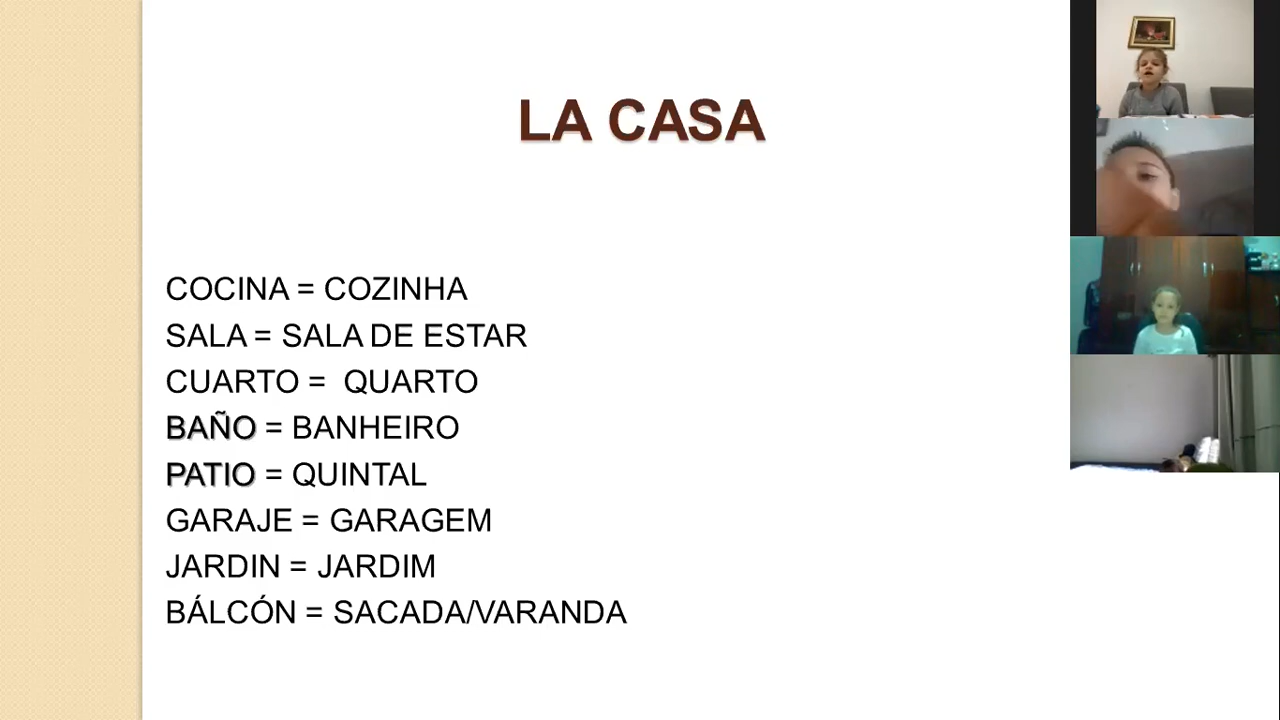 LA CASA
COCINA = COZINHA
SALA = SALA DE ESTAR
CUARTO = QUARTO
BAÑO = BANHEIRO
PATIO = QUINTAL
GARAJE = GARAGEM
JARDIN = JARDIM
BÁLCÓN = SACADA/VARANDA